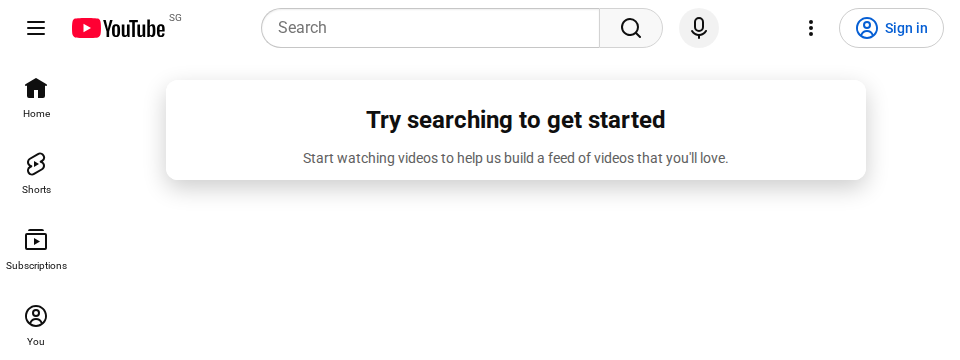 YouTube SG
Search
Sign in
Home
Shorts
Subscriptions
You
Try searching to get started
Start watching videos to help us build a feed of videos that you'll love.